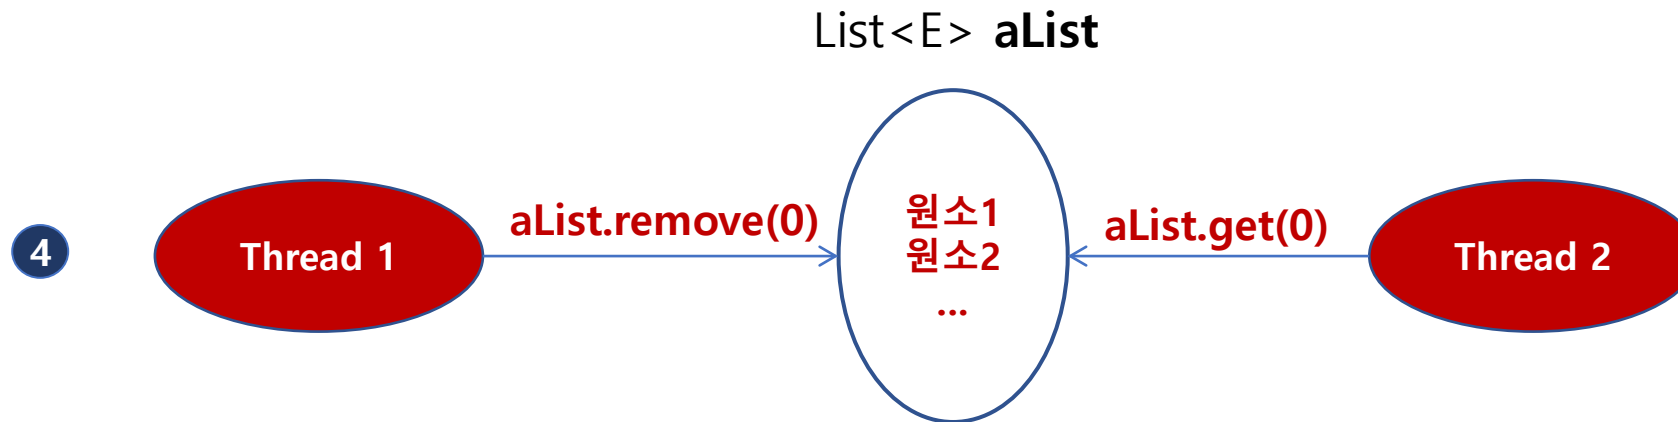 List<E> aList
4
Thread 1
aList.remove(0)
원소1
원소2
...
aList.get(0)
Thread 2